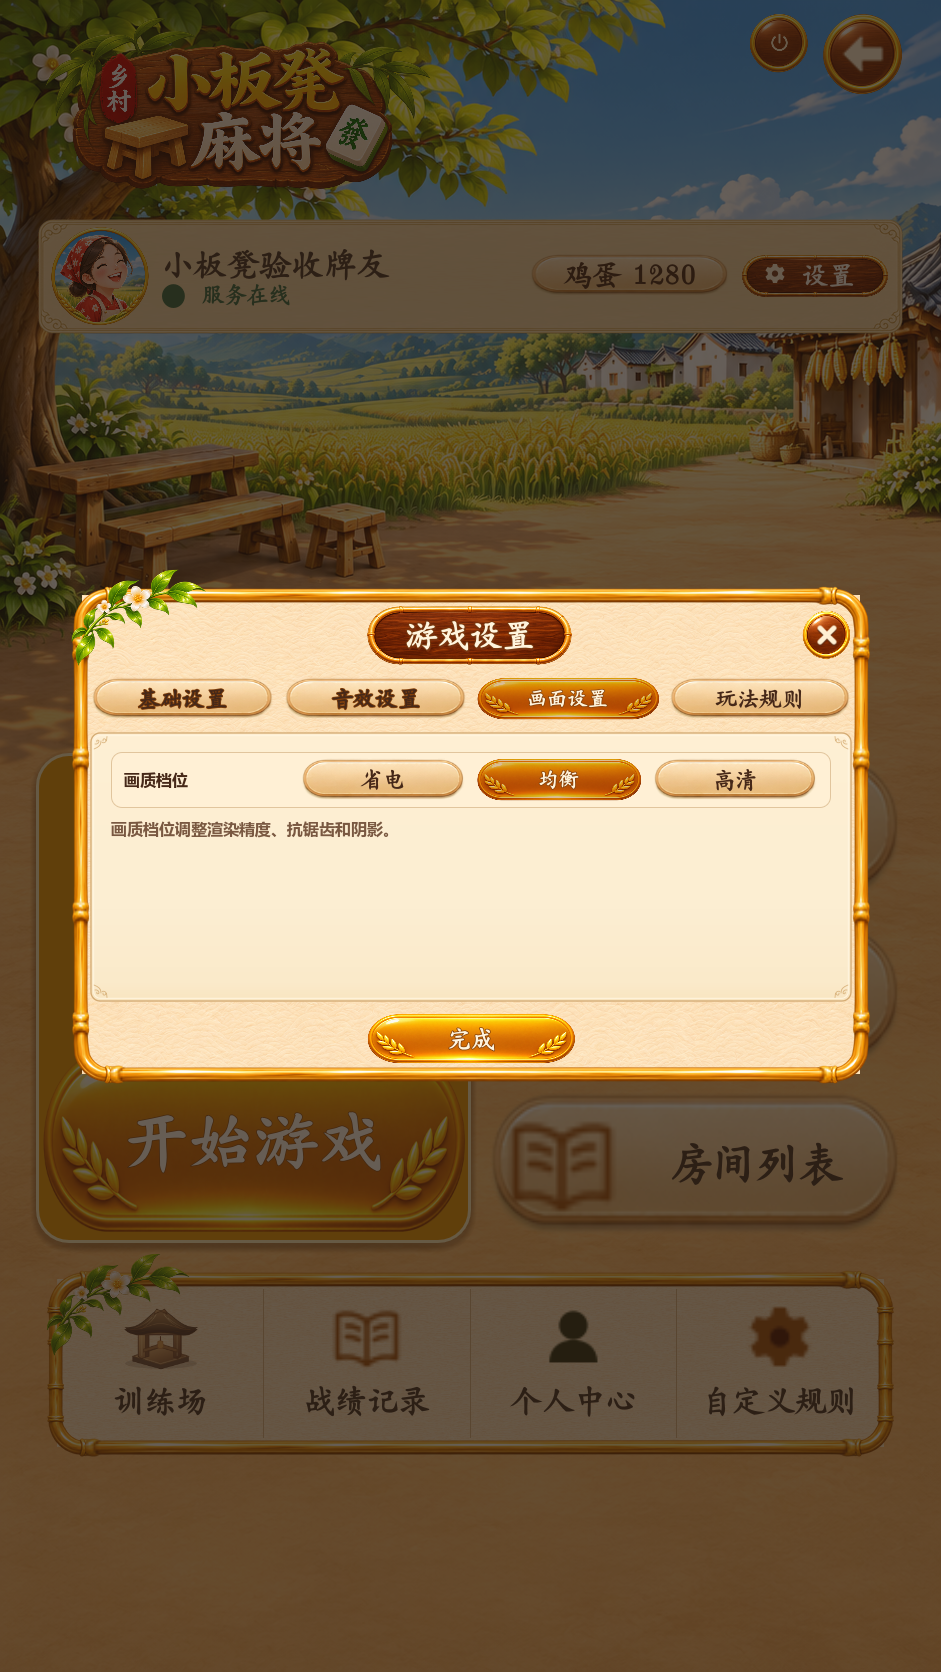 乡村
小板凳
麻将
發
小板凳验收牌友
服务在线
鸡蛋 1280
设置
游戏设置
基础设置 音效设置 画面设置 玩法规则
画质档位 省电 均衡 高清
画质档位调整渲染精度、抗锯齿和阴影。
完成
开始游戏
房间列表
训练场 战绩记录 个人中心 自定义规则